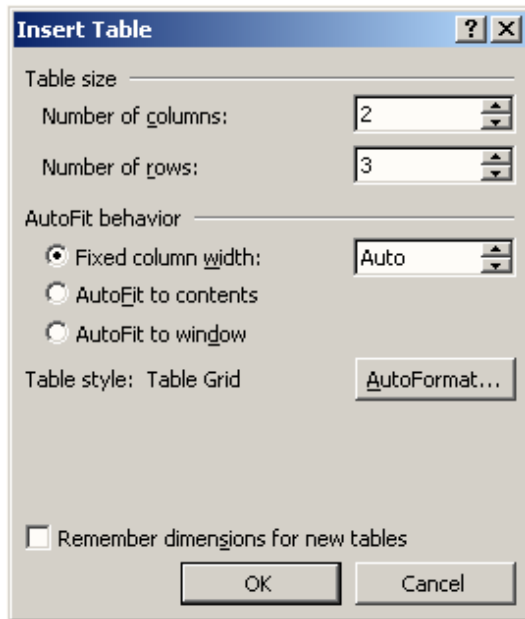 Insert Table
Table size
Number of columns: 2
Number of rows: 3
AutoFit behavior
Fixed column width: Auto
AutoFit to contents
AutoFit to window
Table style: Table Grid AutoFormat...
Remember dimensions for new tables
OK Cancel